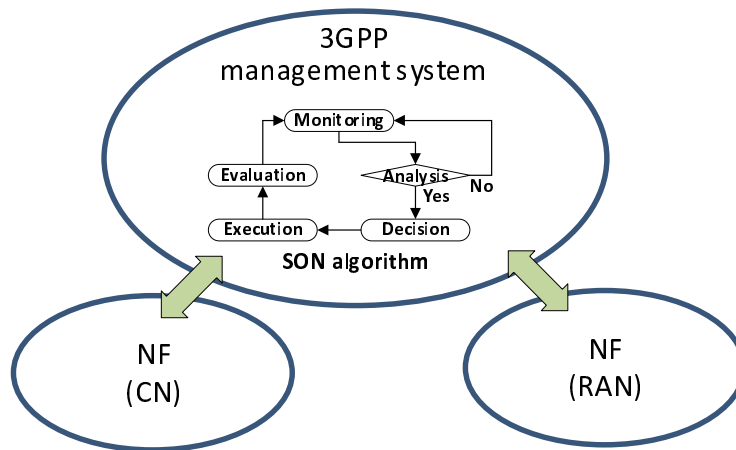 3GPP
management system
Monitoring
Evaluation
Analysis
No
Yes
Execution
Decision
SON algorithm
NF
(CN)
NF
(RAN)